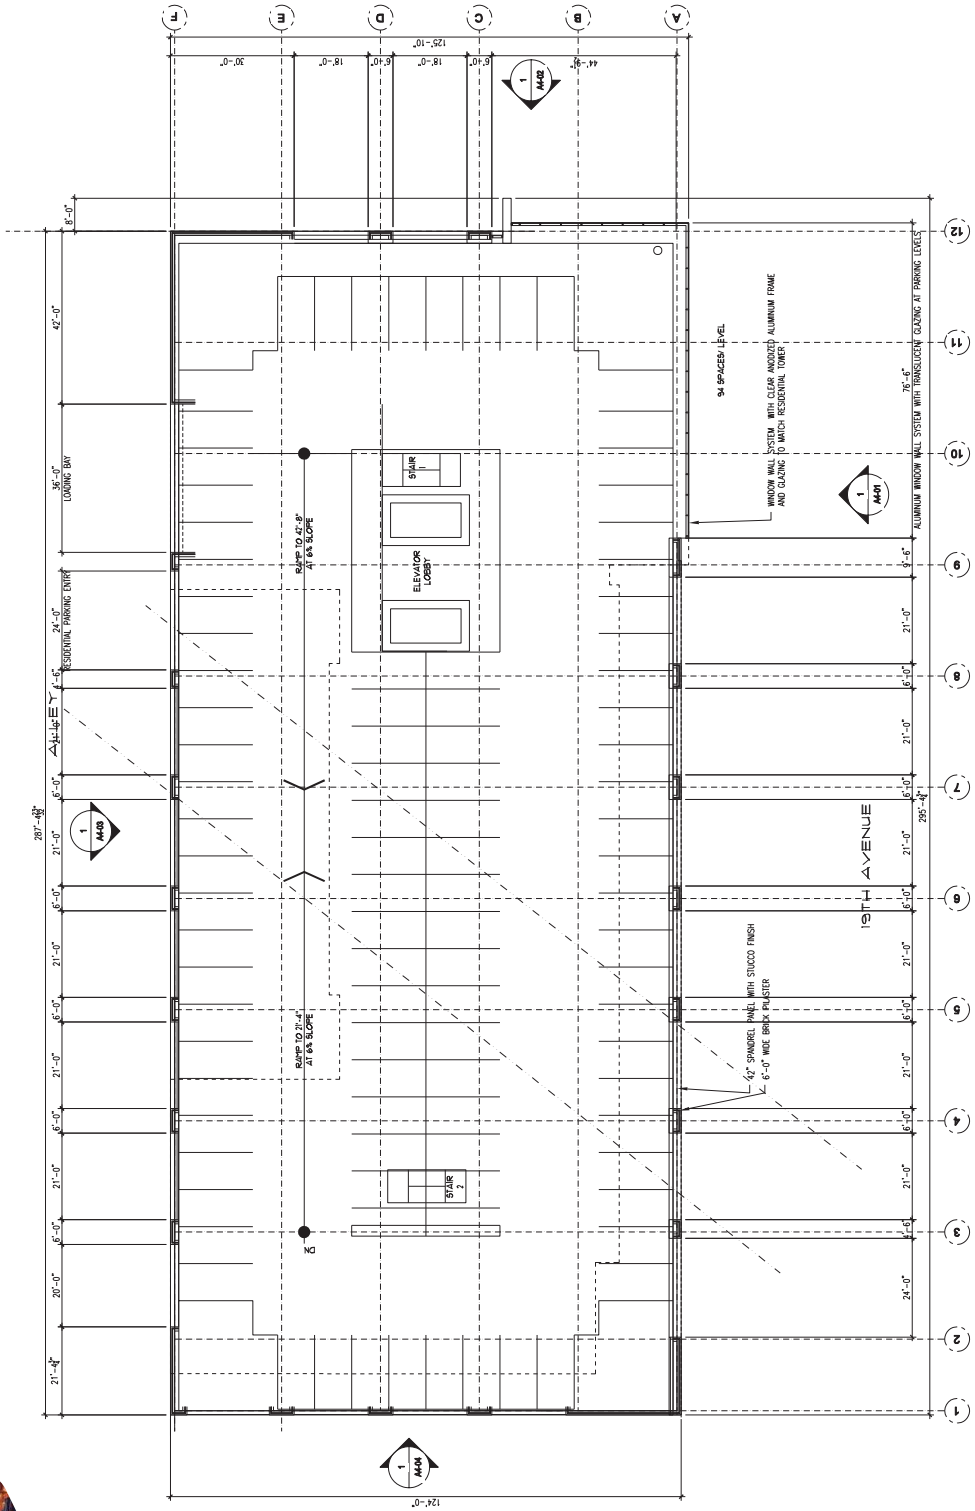 F
E
D
C
B
A
125'-10"
30'-0"
18'-0"
6'-0"
18'-0"
6'-0"
1
A4-02
8'-0"
12
42'-0"
11
94 SPACES/ LEVEL
WINDOW WALL SYSTEM WITH CLEAR ANODIZED ALUMINUM FRAME
AND GLAZING TO MATCH RESIDENTIAL TOWER
76'-6"
ALUMINUM WINDOW WALL SYSTEM WITH TRANSLUCENT GLAZING AT PARKING LEVELS
10
36'-0"
LOADING BAY
STAIR
1
RAMP TO 42'-8"
AT 6% SLOPE
ELEVATOR
LOBBY
1
A4-01
9
9'-6"
24'-0"
RESIDENTIAL PARKING ENTRY
21'-0"
4'-6"
8
6'-0"
ALLEY
21'-0"
6'-0"
7
6'-0"
1
A4-03
21'-0"
21'-0"
19TH AVENUE
6'-0"
6
6'-0"
21'-0"
21'-0"
42" SPANDREL PANEL WITH STUCCO FINISH
6'-0" WIDE BRICK PILASTER
6'-0"
5
6'-0"
RAMP TO 21'-4"
AT 6% SLOPE
21'-0"
21'-0"
6'-0"
4
6'-0"
21'-0"
21'-0"
STAIR
2
6'-0"
3
4'-6"
DN
20'-0"
24'-0"
2
1
1
A4-04
124'-0"